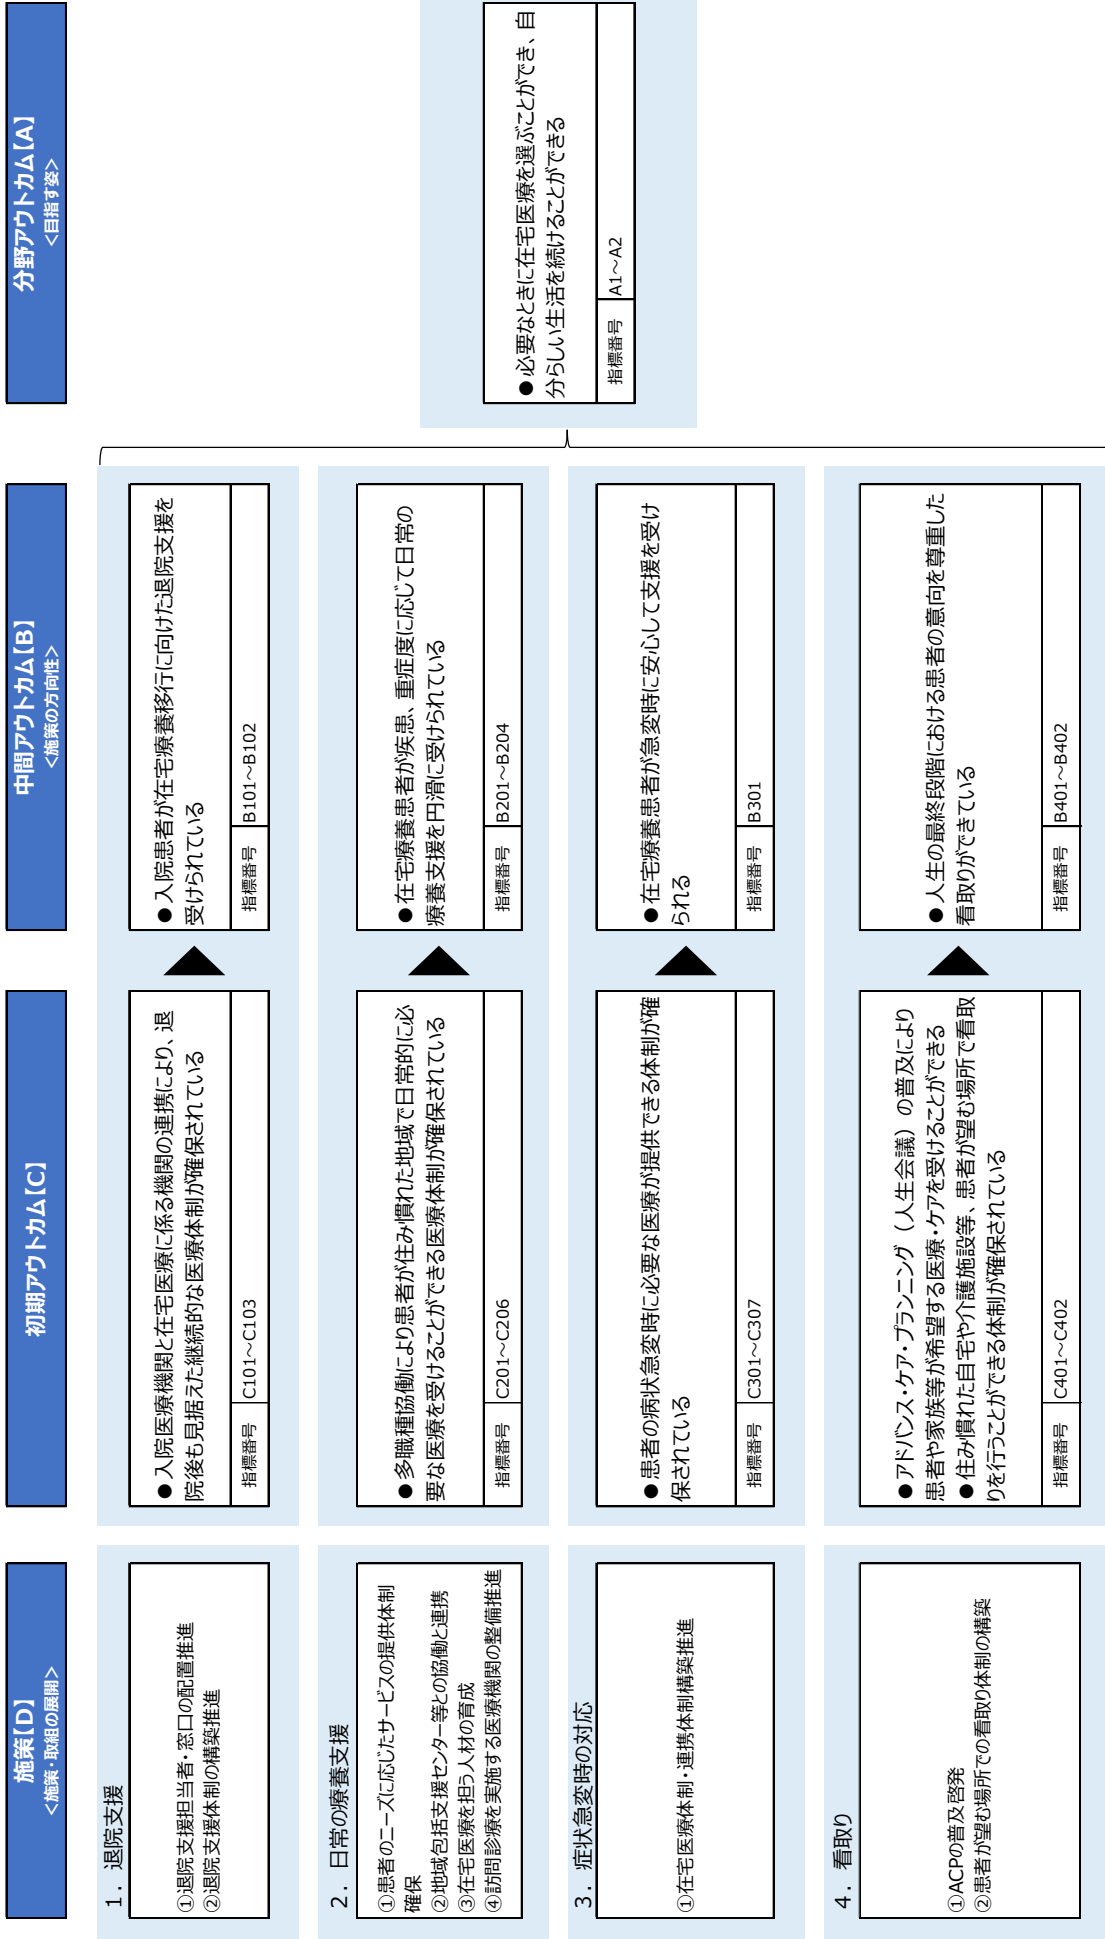 施策【D】
＜施策・取組の展開＞
初期アウトカム【C】
中間アウトカム【B】
＜施策の方向性＞
分野アウトカム【A】
＜目指す姿＞
1．退院支援
①退院支援担当者・窓口の配置推進
②退院支援体制の構築推進
●入院医療機関と在宅医療に係る機関の連携により、退
院後も見据えた継続的な医療体制が確保されている
指標番号 C101～C103
●入院患者が在宅療養移行に向けた退院支援を
受けられている
指標番号 B101～B102
2．日常の療養支援
①患者のニーズに応じたサービスの提供体制
確保
②地域包括支援センター等との協働と連携
③在宅医療を担う人材の育成
④訪問診療を実施する医療機関の整備推進
●多職種協働により患者が住み慣れた地域で日常的に必
要な医療を受けることができる医療体制が確保されている
指標番号 C201～C206
●在宅療養患者が疾患、重症度に応じて日常の
療養支援を円滑に受けられている
指標番号 B201～B204
3．症状急変時の対応
①在宅医療体制・連携体制構築推進
●患者の病状急変時に必要な医療が提供できる体制が確
保されている
指標番号 C301～C307
●在宅療養患者が急変時に安心して支援を受け
られる
指標番号 B301
4．看取り
①ACPの普及啓発
②患者が望む場所での看取り体制の構築
●アドバンス・ケア・プランニング（人生会議）の普及により
患者や家族等が希望する医療・ケアを受けることができる
●住み慣れた自宅や介護施設等、患者が望む場所で看取
りを行うことができる体制が確保されている
指標番号 C401～C402
●人生の最終段階における患者の意向を尊重した
看取りができている
指標番号 B401～B402
●必要なときに在宅医療を選ぶことができ、自
分らしい生活を続けることができる
指標番号 A1～A2